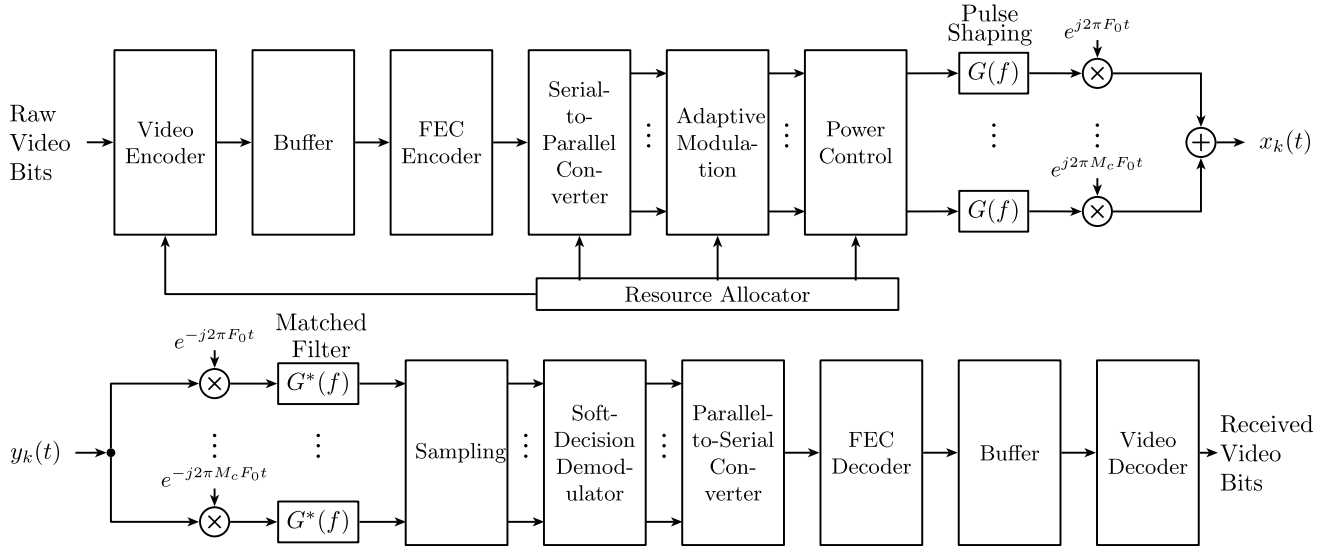 Raw
Video
Bits
Video
Encoder
Buffer
FEC
Encoder
Serial-
to-
Parallel
Con-
verter
Adaptive
Modula-
tion
Power
Control
Pulse
Shaping
G(f)
G(f)
e^{j2πF_0t}
e^{j2πM_cF_0t}
x_k(t)
Resource Allocator
y_k(t)
e^{-j2πF_0t}
e^{-j2πM_cF_0t}
Matched
Filter
G*(f)
G*(f)
Sampling
Soft-
Decision
Demod-
ulator
Parallel-
to-Serial
Con-
verter
FEC
Decoder
Buffer
Video
Decoder
Received
Video
Bits